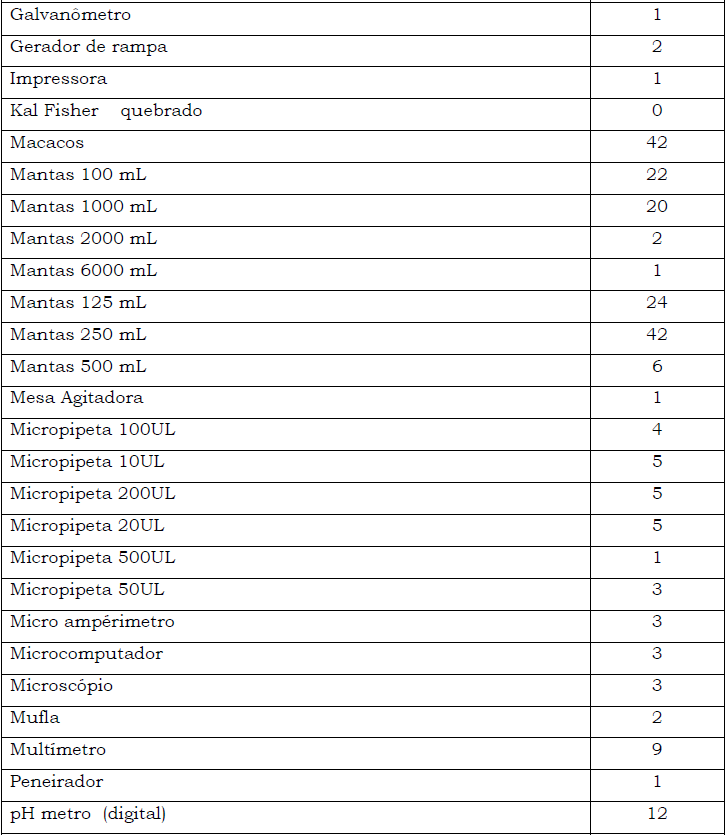 Galvanômetro 1
Gerador de rampa 2
Impressora 1
Kal Fisher quebrado 0
Macacos 42
Mantas 100 mL 22
Mantas 1000 mL 20
Mantas 2000 mL 2
Mantas 6000 mL 1
Mantas 125 mL 24
Mantas 250 mL 42
Mantas 500 mL 6
Mesa Agitadora 1
Micropipeta 100UL 4
Micropipeta 10UL 5
Micropipeta 200UL 5
Micropipeta 20UL 5
Micropipeta 500UL 1
Micropipeta 50UL 3
Micro ampérimetro 3
Microcomputador 3
Microscópio 3
Mufla 2
Multímetro 9
Peneirador 1
pH metro (digital) 12